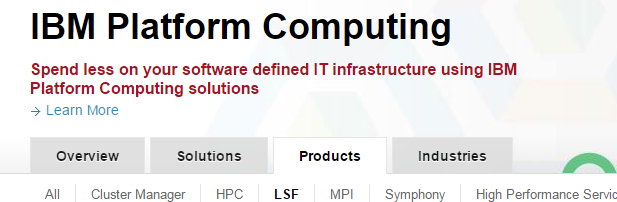 IBM Platform Computing
Spend less on your software defined IT infrastructure using IBM
Platform Computing solutions
→ Learn More
Overview Solutions Products Industries
All Cluster Manager HPC LSF MPI Symphony High Performance